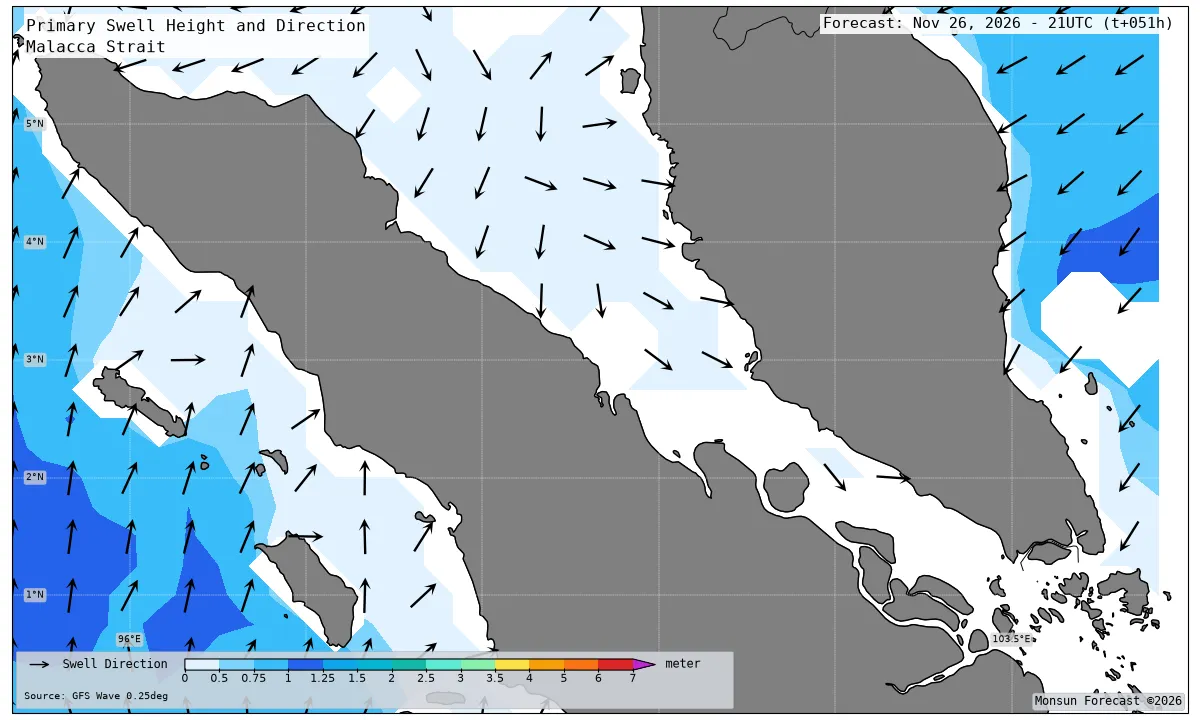 Primary Swell Height and Direction
Malacca Strait
Forecast: Nov 26, 2026 - 21UTC (t+051h)
5°N
4°N
3°N
2°N
1°N
96°E
103.5°E
Swell Direction
0 0.5 0.75 1 1.25 1.5 2 2.5 3 3.5 4 5 6 7
meter
Source: GFS Wave 0.25deg
Monsun Forecast ©2026